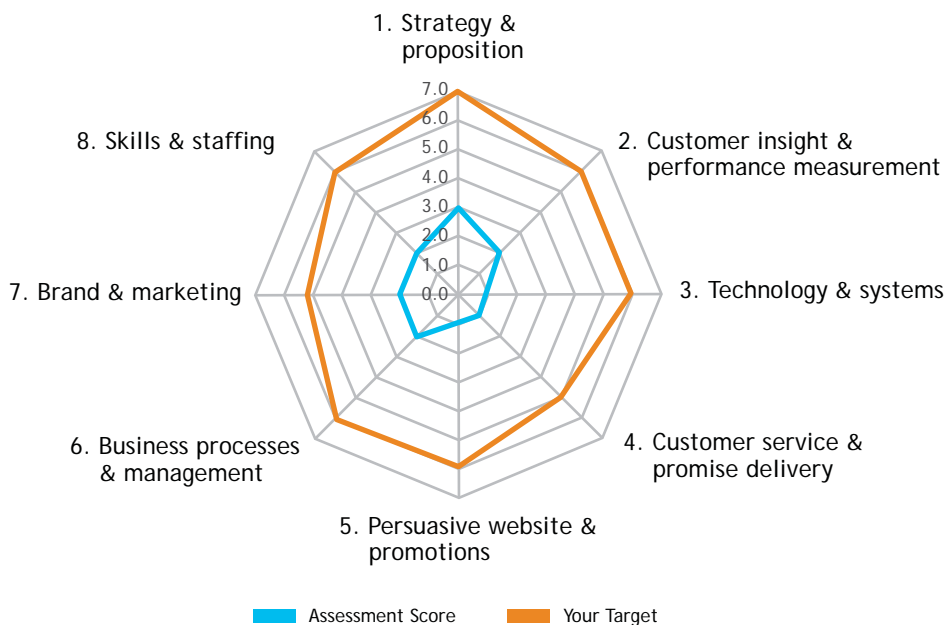 1. Strategy &
proposition
7.0
6.0
5.0
4.0
3.0
2.0
1.0
0.0
2. Customer insight &
performance measurement
3. Technology & systems
4. Customer service &
promise delivery
5. Persuasive website &
promotions
6. Business processes
& management
7. Brand & marketing
8. Skills & staffing
Assessment Score
Your Target